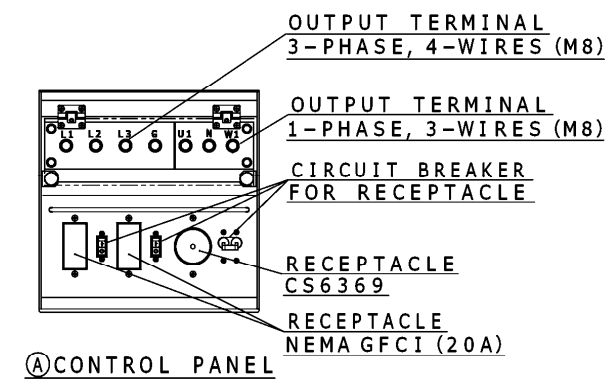 OUTPUT TERMINAL
3-PHASE, 4-WIRES (M8)
L1 L2 L3 G U1 N W1
OUTPUT TERMINAL
1-PHASE, 3-WIRES (M8)
CIRCUIT BREAKER
FOR RECEPTACLE
RECEPTACLE
CS6369
RECEPTACLE
NEMA GFCI (20A)
Ⓐ CONTROL PANEL